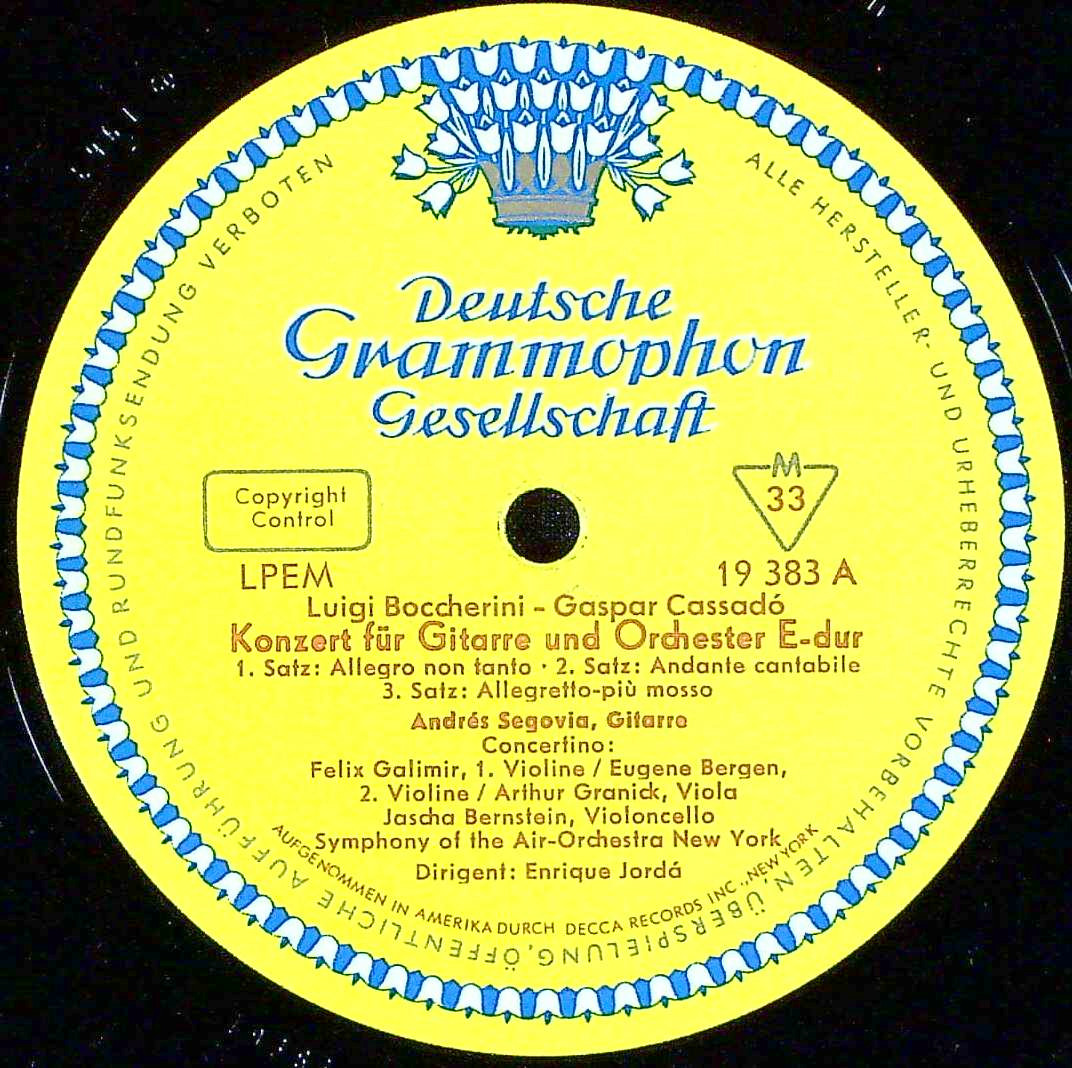 Deutsche
Grammophon
Gesellschaft
Copyright
Control
M
33
LPEM
19 383 A
Luigi Boccherini - Gaspar Cassadó
Konzert für Gitarre und Orchester E-dur
1. Satz: Allegro non tanto · 2. Satz: Andante cantabile
3. Satz: Allegretto-più mosso
Andrés Segovia, Gitarre
Concertino:
Felix Galimir, 1. Violine / Eugene Bergen,
2. Violine / Arthur Granick, Viola
Jascha Bernstein, Violoncello
Symphony of the Air-Orchestra New York
Dirigent: Enrique Jordá
AUFGENOMMEN IN AMERIKA DURCH DECCA RECORDS INC., NEW YORK
ALLE HERSTELLER- UND URHEBERRECHTE VORBEHALTEN, ÜBERSPIELUNG, ÖFFENTLICHE AUFFÜHRUNG UND RUNDFUNKSENDUNG VERBOTEN